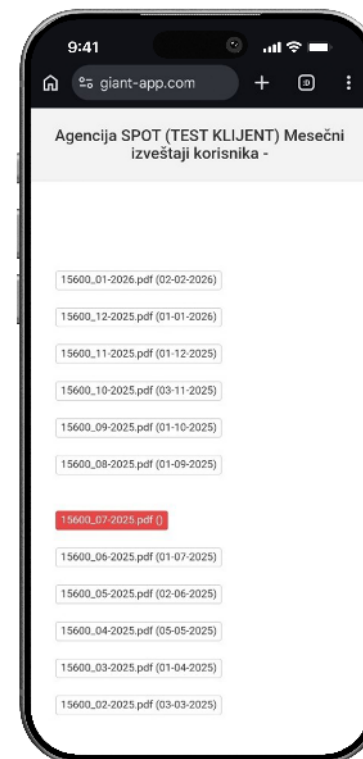 9:41
giant-app.com
Agencija SPOT (TEST KLIJENT) Mesečni
izveštaji korisnika -
15600_01-2026.pdf (02-02-2026)
15600_12-2025.pdf (01-01-2026)
15600_11-2025.pdf (01-12-2025)
15600_10-2025.pdf (03-11-2025)
15600_09-2025.pdf (01-10-2025)
15600_08-2025.pdf (01-09-2025)
15600_07-2025.pdf ()
15600_06-2025.pdf (01-07-2025)
15600_05-2025.pdf (02-06-2025)
15600_04-2025.pdf (05-05-2025)
15600_03-2025.pdf (01-04-2025)
15600_02-2025.pdf (03-03-2025)